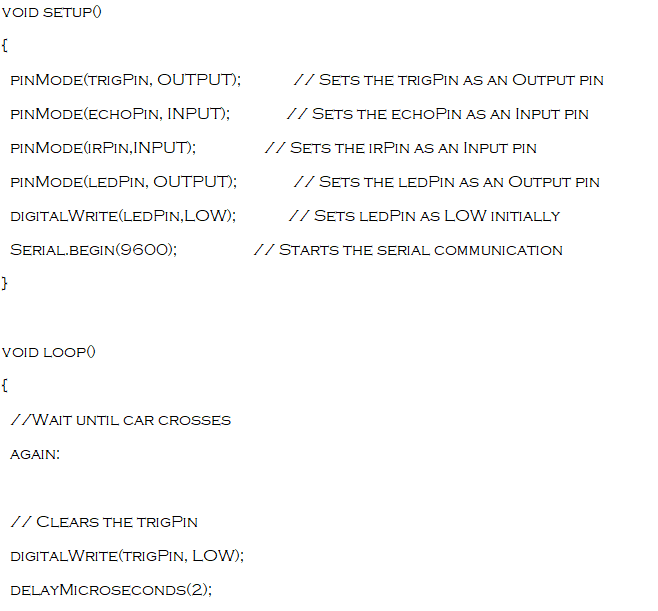 void setup()
{
pinMode(trigPin, OUTPUT); // Sets the trigPin as an Output pin
pinMode(echoPin, INPUT); // Sets the echoPin as an Input pin
pinMode(irPin,INPUT); // Sets the irPin as an Input pin
pinMode(ledPin, OUTPUT); // Sets the ledPin as an Output pin
digitalWrite(ledPin,LOW); // Sets ledPin as LOW initially
Serial.begin(9600); // Starts the serial communication
}
void loop()
{
//Wait until car crosses
again:
// Clears the trigPin
digitalWrite(trigPin, LOW);
delayMicroseconds(2);